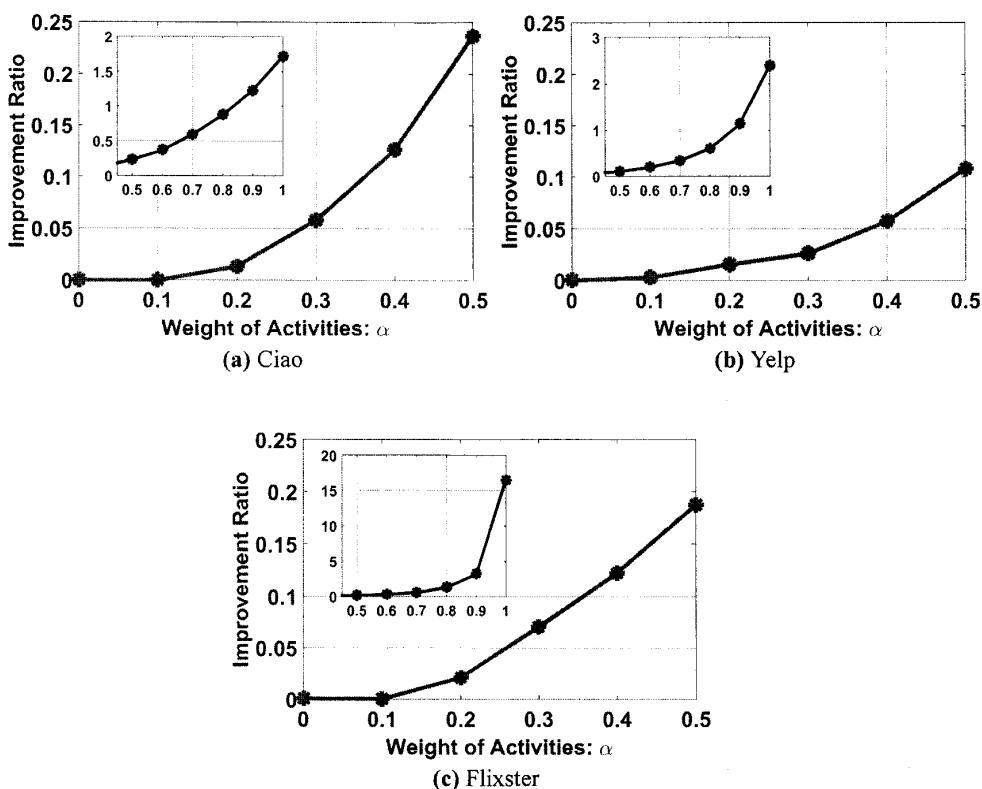 0.25
0.2
0.15
0.1
0.05
0
Improvement Ratio
2
1.5
1
0.5
0
0.5 0.6 0.7 0.8 0.9 1
0 0.1 0.2 0.3 0.4 0.5
Weight of Activities: α
(a) Ciao
0.25
0.2
0.15
0.1
0.05
0
Improvement Ratio
3
2
1
0
0.5 0.6 0.7 0.8 0.9 1
0 0.1 0.2 0.3 0.4 0.5
Weight of Activities: α
(b) Yelp
0.25
0.2
0.15
0.1
0.05
0
Improvement Ratio
20
15
10
5
0
0.5 0.6 0.7 0.8 0.9 1
0 0.1 0.2 0.3 0.4 0.5
Weight of Activities: α
(c) Flixster